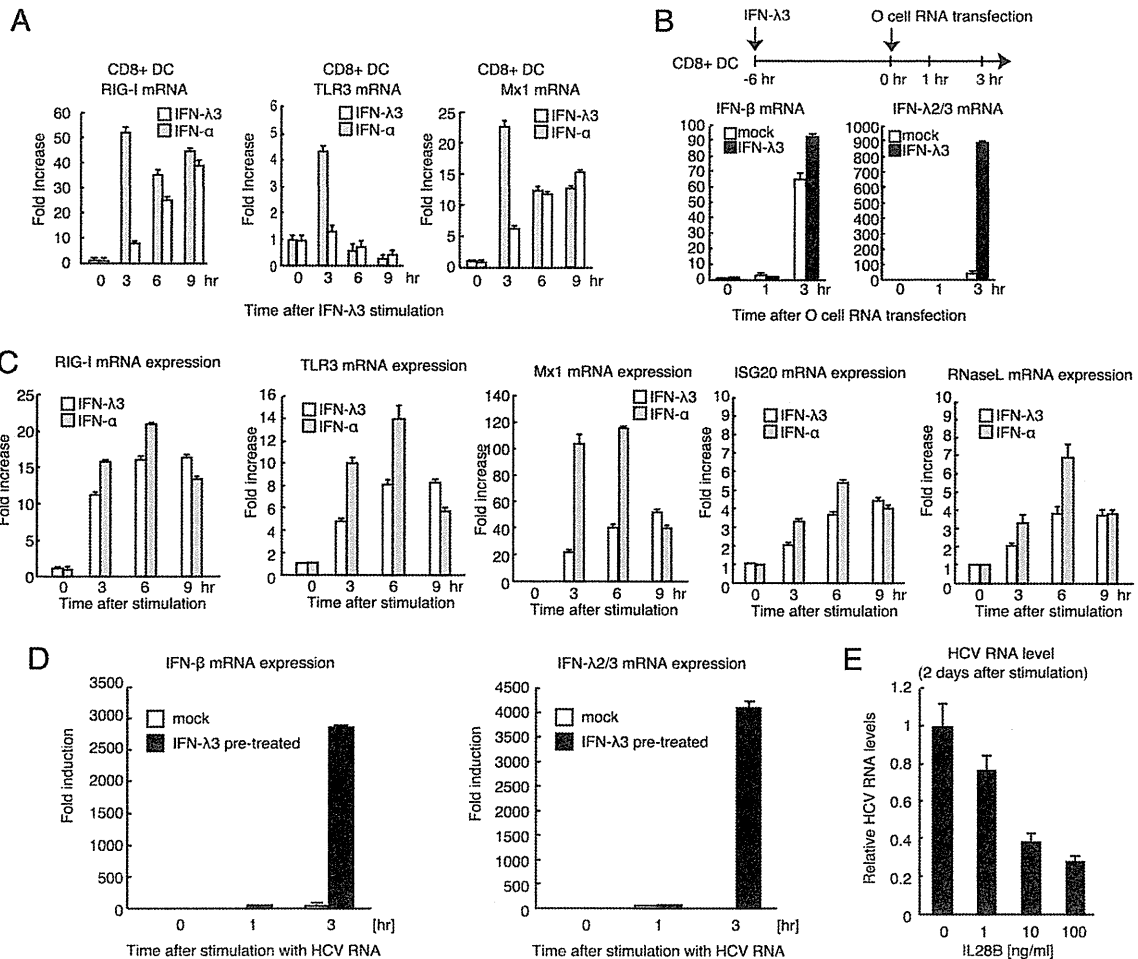 A
CD8+ DC
RIG-I mRNA
Fold Increase
60
50
40
30
20
10
0
IFN-λ3
IFN-α
0 3 6 9 hr
CD8+ DC
TLR3 mRNA
Fold Increase
6
5
4
3
2
1
0
IFN-λ3
IFN-α
0 3 6 9 hr
CD8+ DC
Mx1 mRNA
Fold Increase
25
20
15
10
5
0
IFN-λ3
IFN-α
0 3 6 9 hr
Time after IFN-λ3 stimulation
B
IFN-λ3
O cell RNA transfection
CD8+ DC
-6 hr 0 hr 1 hr 3 hr
IFN-β mRNA
100
90
80
70
60
50
40
30
20
10
0
mock
IFN-λ3
0 1 3 hr
IFN-λ2/3 mRNA
1000
900
800
700
600
500
400
300
200
100
0
mock
IFN-λ3
0 1 3 hr
Time after O cell RNA transfection
C
RIG-I mRNA expression
Fold increase
25
20
15
10
5
0
IFN-λ3
IFN-α
0 3 6 9 hr
Time after stimulation
TLR3 mRNA expression
Fold increase
16
14
12
10
8
6
4
2
0
IFN-λ3
IFN-α
0 3 6 9 hr
Time after stimulation
Mx1 mRNA expression
Fold increase
140
120
100
80
60
40
20
0
IFN-λ3
IFN-α
0 3 6 9 hr
Time after stimulation
ISG20 mRNA expression
Fold increase
10
9
8
7
6
5
4
3
2
1
0
IFN-λ3
IFN-α
0 3 6 9 hr
Time after stimulation
RNaseL mRNA expression
Fold increase
10
9
8
7
6
5
4
3
2
1
0
IFN-λ3
IFN-α
0 3 6 9 hr
Time after stimulation
D
IFN-β mRNA expression
Fold induction
3500
3000
2500
2000
1500
1000
500
0
mock
IFN-λ3 pre-treated
0 1 3 [hr]
Time after stimulation with HCV RNA
IFN-λ2/3 mRNA expression
Fold induction
4500
4000
3500
3000
2500
2000
1500
1000
500
0
mock
IFN-λ3 pre-treated
0 1 3 [hr]
Time after stimulation with HCV RNA
E
HCV RNA level
(2 days after stimulation)
Relative HCV RNA levels
1.2
1
0.8
0.6
0.4
0.2
0
0 1 10 100
IL28B [ng/ml]